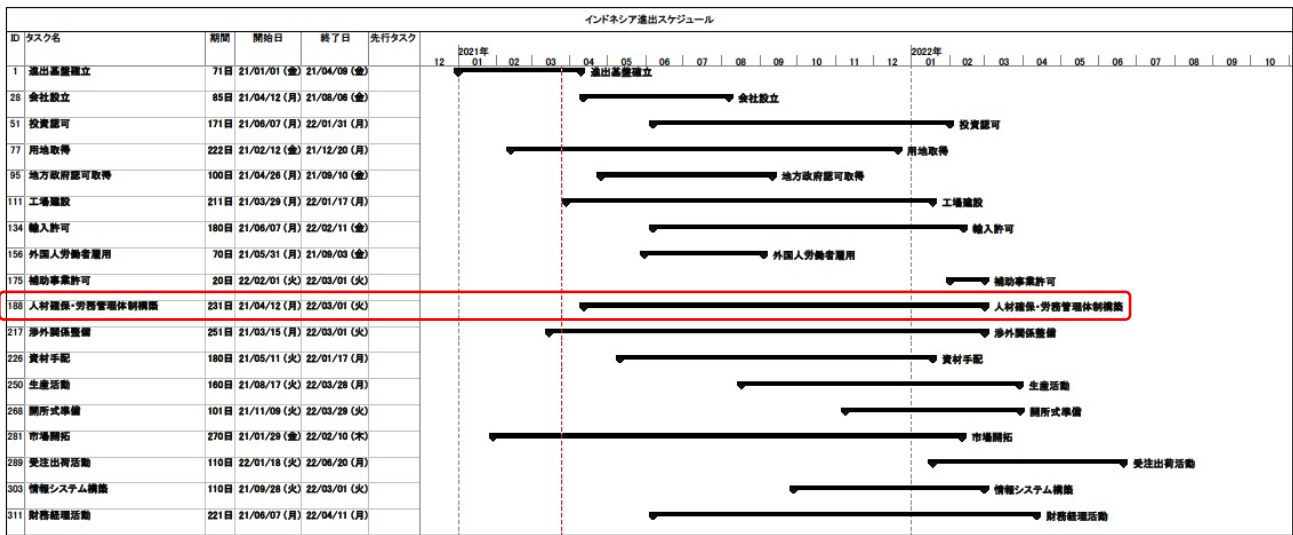 インドネシア進出スケジュール
ID タスク名 期間 開始日 終了日 先行タスク
2021年 2022年
12 01 02 03 04 05 06 07 08 09 10 11 12 01 02 03 04 05 06 07 08 09 10
1 進出基盤確立 71日 21/01/01 (金) 21/04/09 (金) 進出基盤確立
28 会社設立 85日 21/04/12 (月) 21/08/06 (金) 会社設立
51 投資認可 171日 21/06/07 (月) 22/01/31 (月) 投資認可
77 用地取得 222日 21/02/12 (金) 21/12/20 (月) 用地取得
95 地方政府認可取得 100日 21/04/26 (月) 21/09/10 (金) 地方政府認可取得
111 工場建設 211日 21/03/29 (月) 22/01/17 (月) 工場建設
134 輸入許可 180日 21/06/07 (月) 22/02/11 (金) 輸入許可
156 外国人労働者雇用 70日 21/05/31 (月) 21/09/03 (金) 外国人労働者雇用
175 補助事業許可 20日 22/02/01 (火) 22/03/01 (火) 補助事業許可
188 人材確保・労務管理体制構築 231日 21/04/12 (月) 22/03/01 (火) 人材確保・労務管理体制構築
217 渉外関係整備 251日 21/03/15 (月) 22/03/01 (火) 渉外関係整備
226 資材手配 180日 21/05/11 (火) 22/01/17 (月) 資材手配
250 生産活動 160日 21/08/17 (火) 22/03/28 (月) 生産活動
268 開所式準備 101日 21/11/09 (火) 22/03/29 (火) 開所式準備
281 市場開拓 270日 21/01/29 (金) 22/02/10 (木) 市場開拓
289 受注出荷活動 110日 22/01/18 (火) 22/06/20 (月) 受注出荷活動
303 情報システム構築 110日 21/09/28 (火) 22/03/01 (火) 情報システム構築
311 財務経理活動 221日 21/06/07 (月) 22/04/11 (月) 財務経理活動